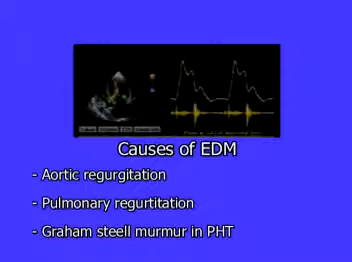 Causes of EDM
- Aortic regurgitation
- Pulmonary regurtitation
- Graham steell murmur in PHT